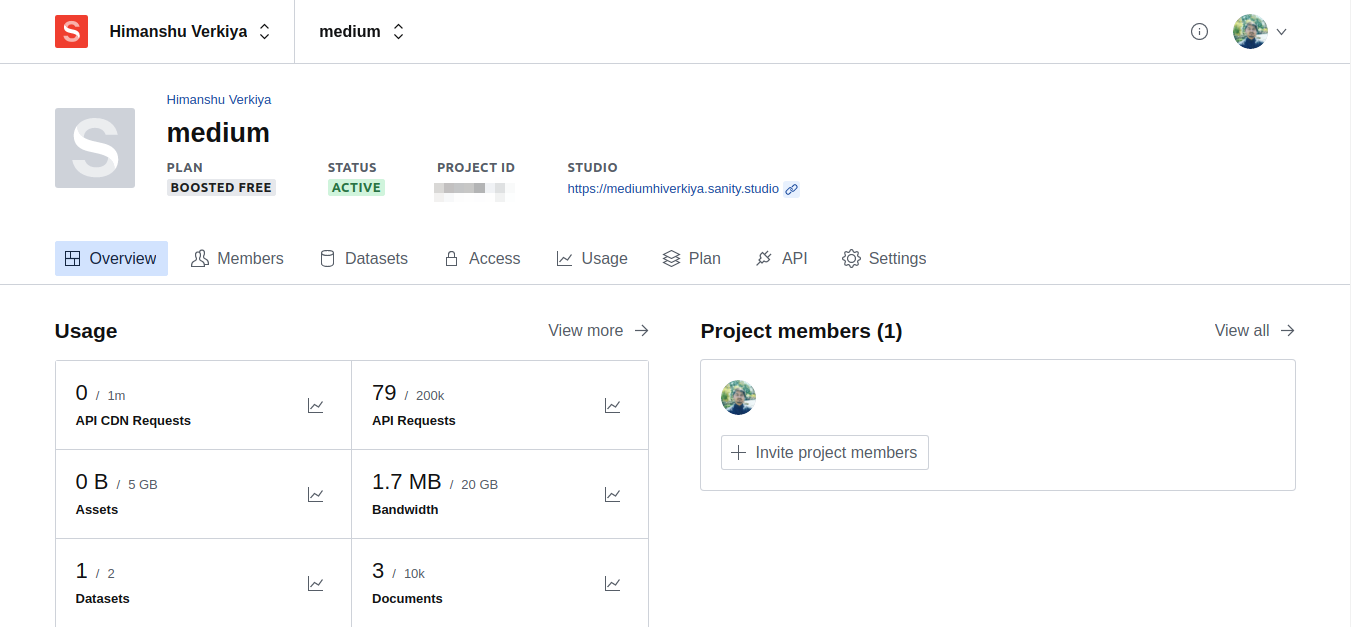 S Himanshu Verkiya medium
Himanshu Verkiya
S
medium
PLAN STATUS PROJECT ID STUDIO
BOOSTED FREE ACTIVE https://mediumhiverkiya.sanity.studio
Overview Members Datasets Access Usage Plan API Settings
Usage View more
0 / 1m
API CDN Requests
79 / 200k
API Requests
0 B / 5 GB
Assets
1.7 MB / 20 GB
Bandwidth
1 / 2
Datasets
3 / 10k
Documents
Project members (1) View all
Invite project members